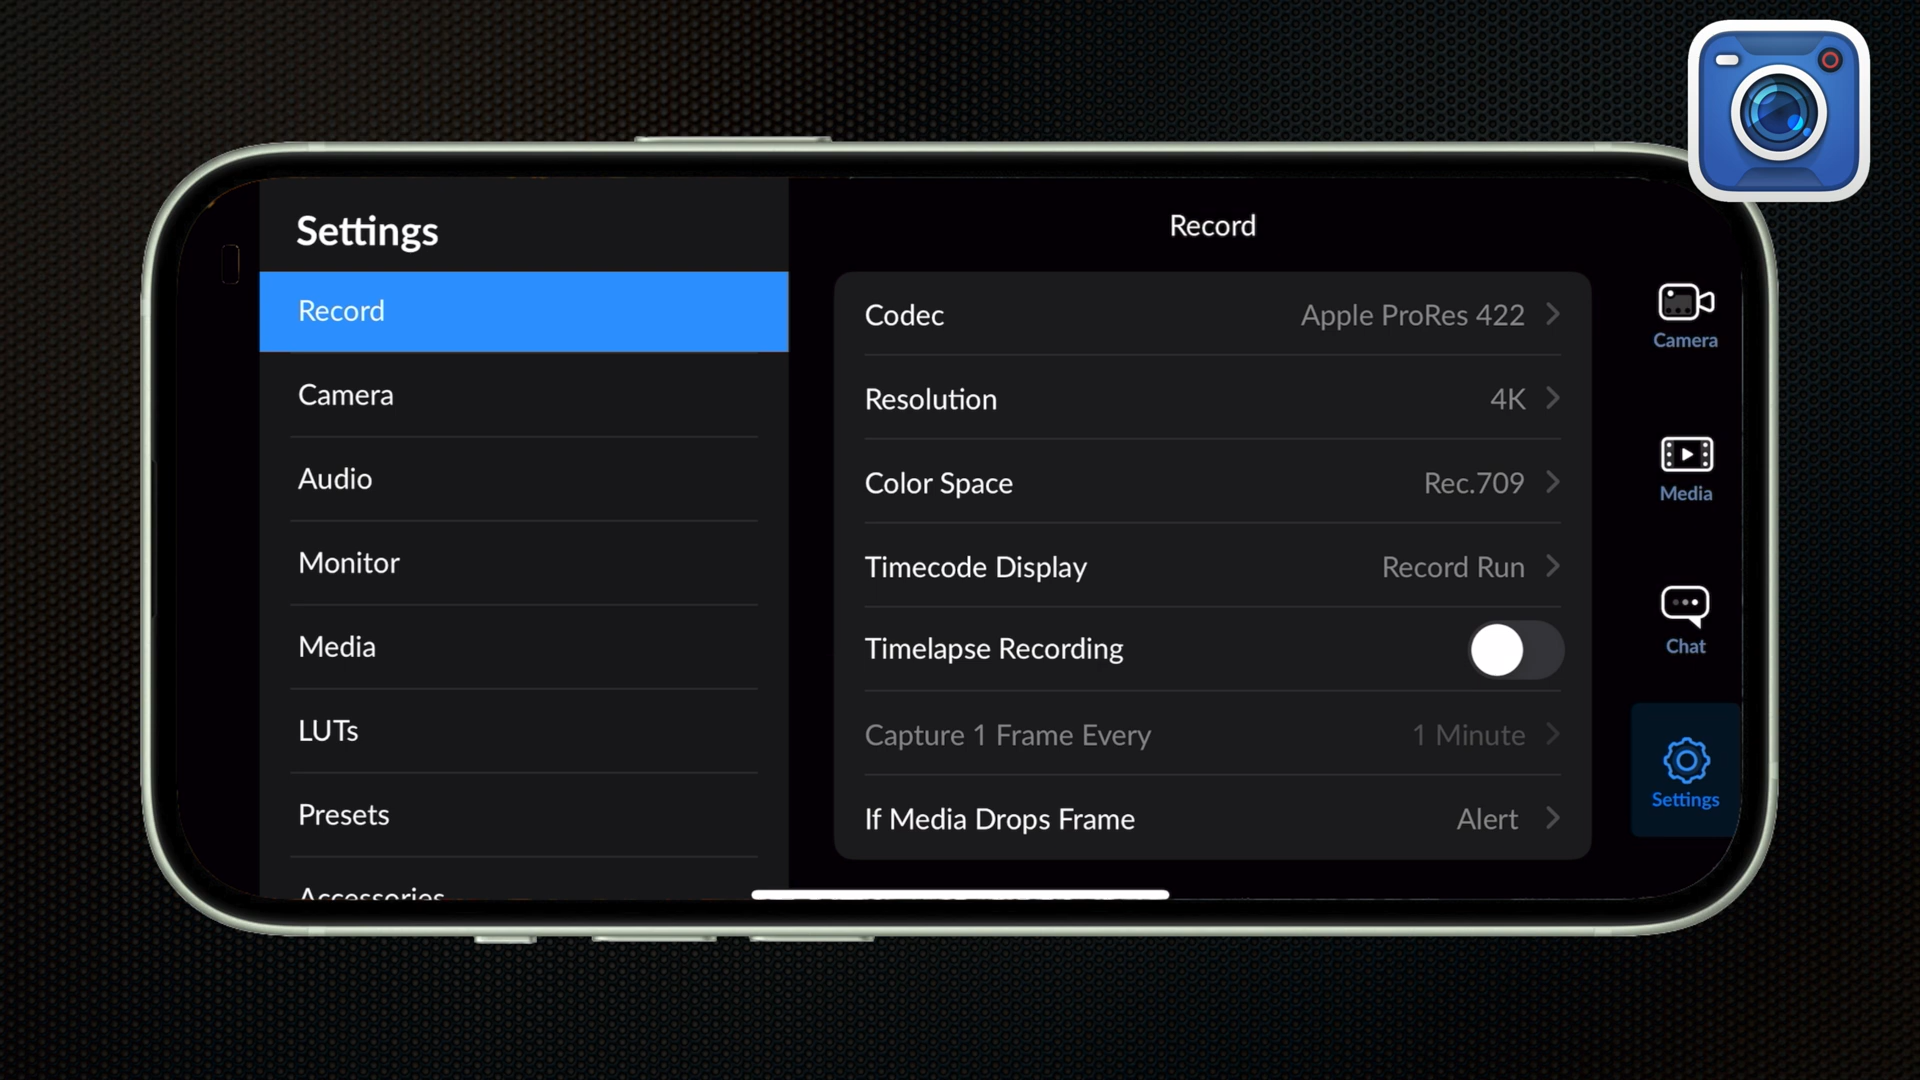 Settings
Record
Camera
Audio
Monitor
Media
LUTs
Presets
Accessories
Record
Codec Apple ProRes 422
Resolution 4K
Color Space Rec.709
Timecode Display Record Run
Timelapse Recording
Capture 1 Frame Every 1 Minute
If Media Drops Frame Alert
Camera
Media
Chat
Settings